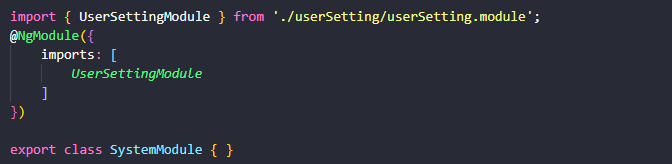 import { UserSettingModule } from './userSetting/userSetting.module';
@NgModule({
    imports: [
        UserSettingModule
    ]
})

export class SystemModule { }